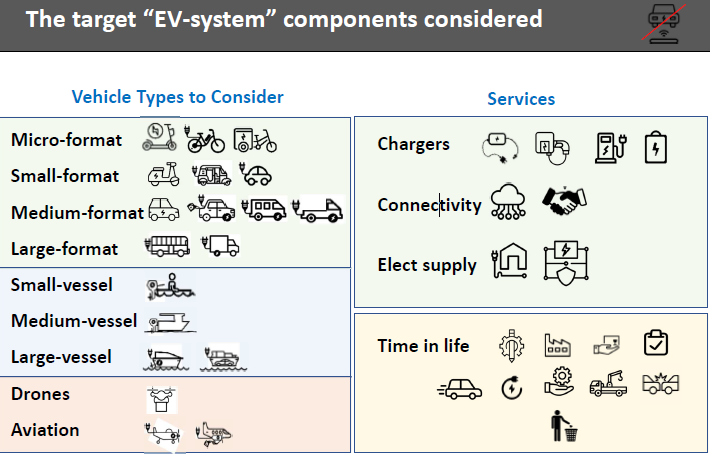 The target “EV-system” components considered
Vehicle Types to Consider
Micro-format
Small-format
Medium-format
Large-format
Small-vessel
Medium-vessel
Large-vessel
Drones
Aviation
Services
Chargers
Connectivity
Elect supply
Time in life